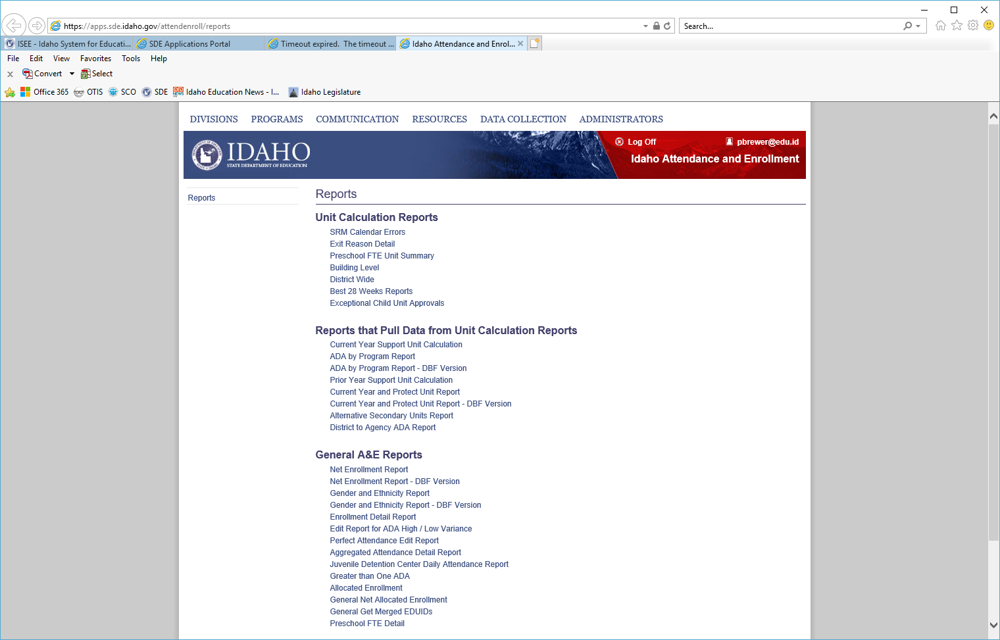 https://apps.sde.idaho.gov/attendenroll/reports
Search...
ISEE - Idaho System for Educati...
SDE Applications Portal
Timeout expired.  The timeout ...
Idaho Attendance and Enrol...
File Edit View Favorites Tools Help
Convert Select
Office 365 OTIS SCO SDE Idaho Education News - I... Idaho Legislature
DIVISIONS PROGRAMS COMMUNICATION RESOURCES DATA COLLECTION ADMINISTRATORS
IDAHO
STATE DEPARTMENT OF EDUCATION
Log Off pbrewer@edu.id
Idaho Attendance and Enrollment
Reports
Reports
Unit Calculation Reports
SRM Calendar Errors
Exit Reason Detail
Preschool FTE Unit Summary
Building Level
District Wide
Best 28 Weeks Reports
Exceptional Child Unit Approvals
Reports that Pull Data from Unit Calculation Reports
Current Year Support Unit Calculation
ADA by Program Report
ADA by Program Report - DBF Version
Prior Year Support Unit Calculation
Current Year and Protect Unit Report
Current Year and Protect Unit Report - DBF Version
Alternative Secondary Units Report
District to Agency ADA Report
General A&E Reports
Net Enrollment Report
Net Enrollment Report - DBF Version
Gender and Ethnicity Report
Gender and Ethnicity Report - DBF Version
Enrollment Detail Report
Edit Report for ADA High / Low Variance
Perfect Attendance Edit Report
Aggregated Attendance Detail Report
Juvenile Detention Center Daily Attendance Report
Greater than One ADA
Allocated Enrollment
General Net Allocated Enrollment
General Get Merged EDUIDs
Preschool FTE Detail